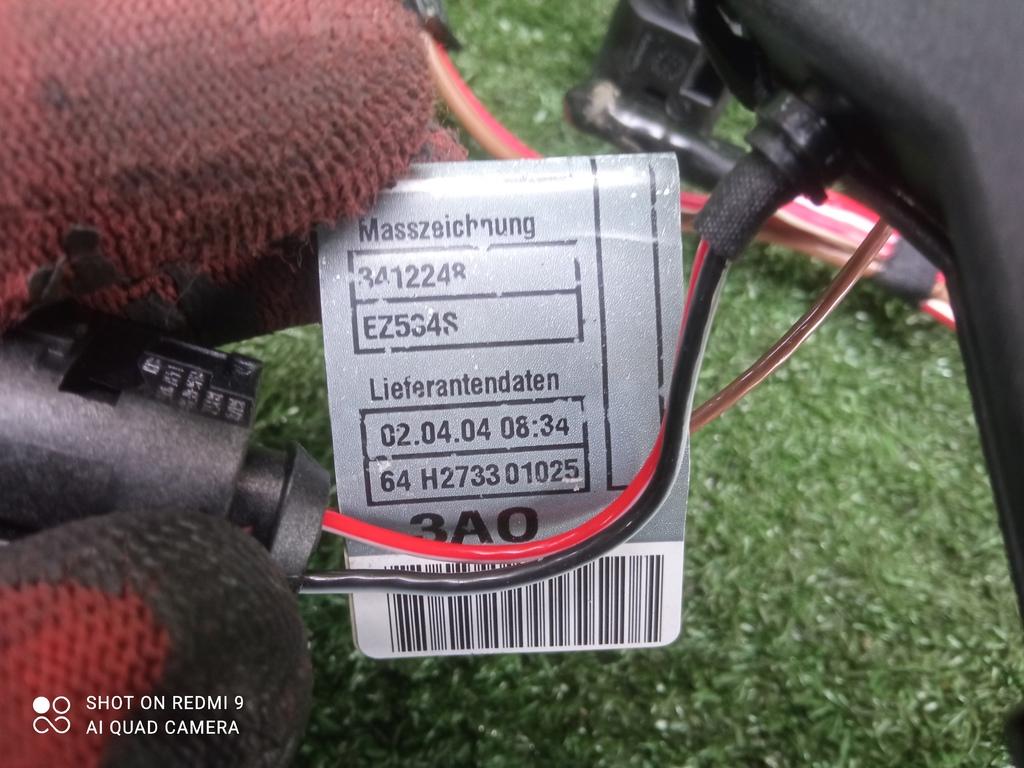 Masszeichnung
3412248
EZ534S
Lieferantendaten
02.04.04 08:34
64 H2733 01025
3A0
SHOT ON REDMI 9
AI QUAD CAMERA